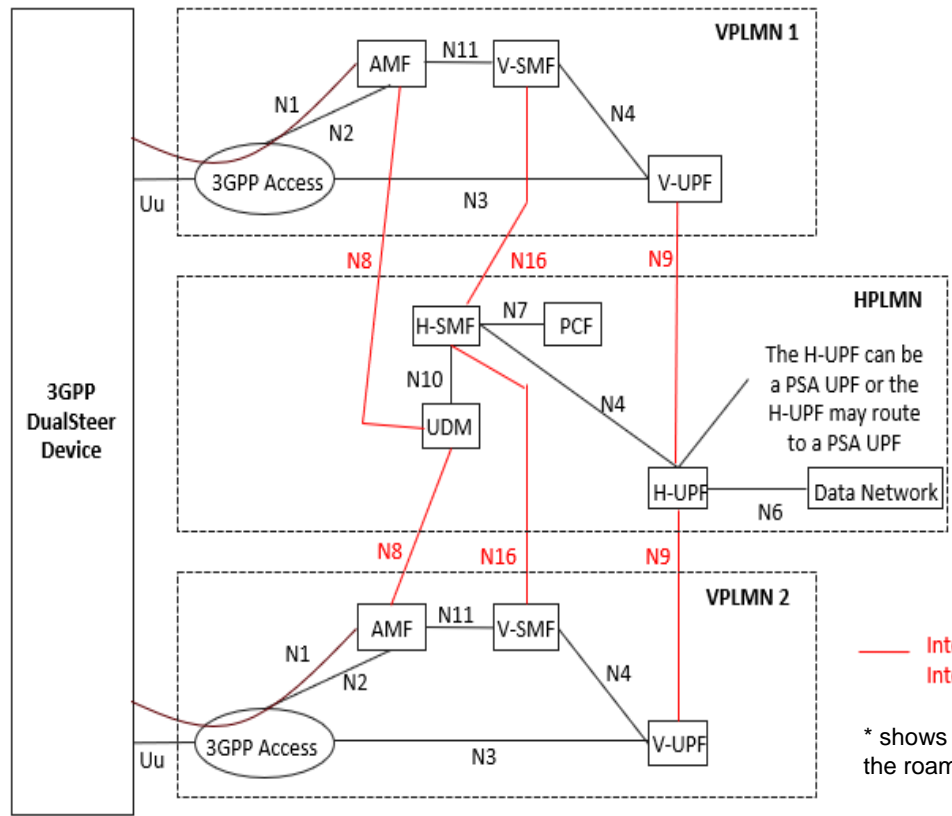 VPLMN 1
N11
AMF
V-SMF
N1
N2
N4
3GPP Access
V-UPF
N3
Uu
N8
N16
N9
HPLMN
N7
H-SMF
PCF
The H-UPF can be
a PSA UPF or the
H-UPF may route
to a PSA UPF
N10
N4
3GPP
DualSteer
Device
UDM
H-UPF
Data Network
N6
N8
N16
N9
VPLMN 2
AMF
N11
V-SMF
N1
N2
N4
3GPP Access
V-UPF
N3
Uu
* shows
the